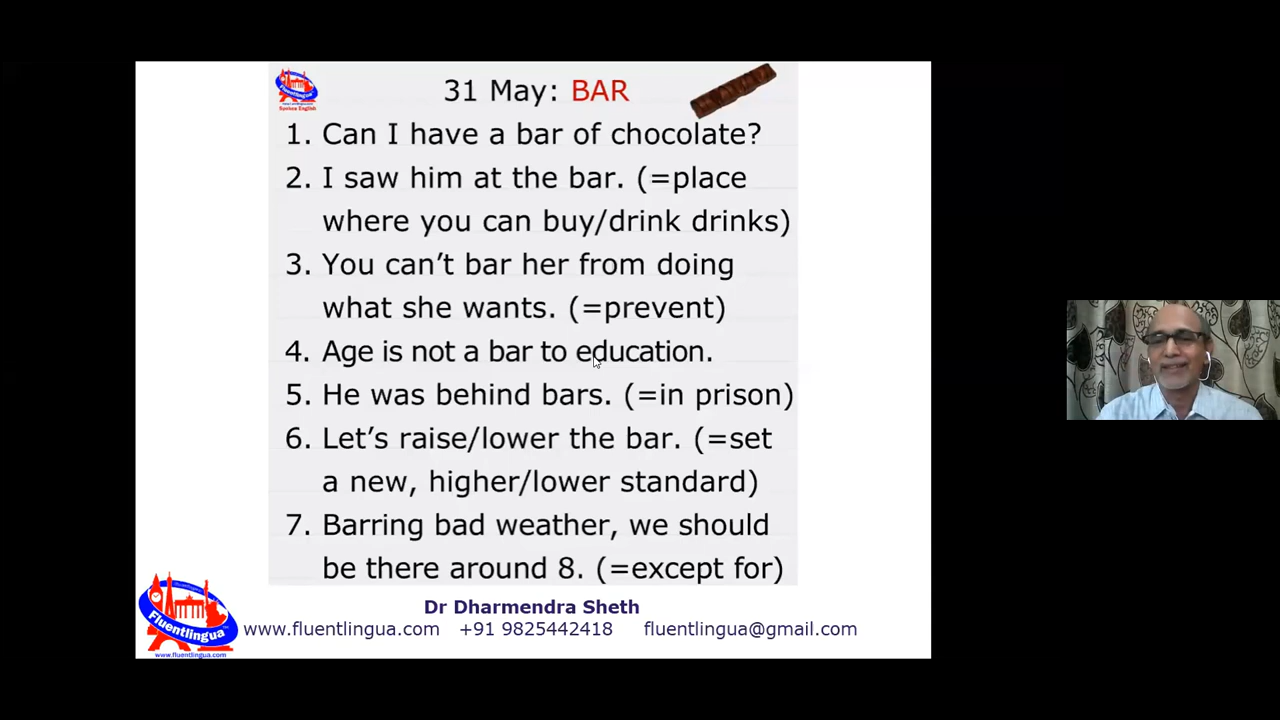 31 May: BAR
1. Can I have a bar of chocolate?
2. I saw him at the bar. (=place
where you can buy/drink drinks)
3. You can't bar her from doing
what she wants. (=prevent)
4. Age is not a bar to education.
5. He was behind bars. (=in prison)
6. Let's raise/lower the bar. (=set
a new, higher/lower standard)
7. Barring bad weather, we should
be there around 8. (=except for)
Fluentlingua
www.fluentlingua.com
Dr Dharmendra Sheth
www.fluentlingua.com +91 9825442418 fluentlingua@gmail.com